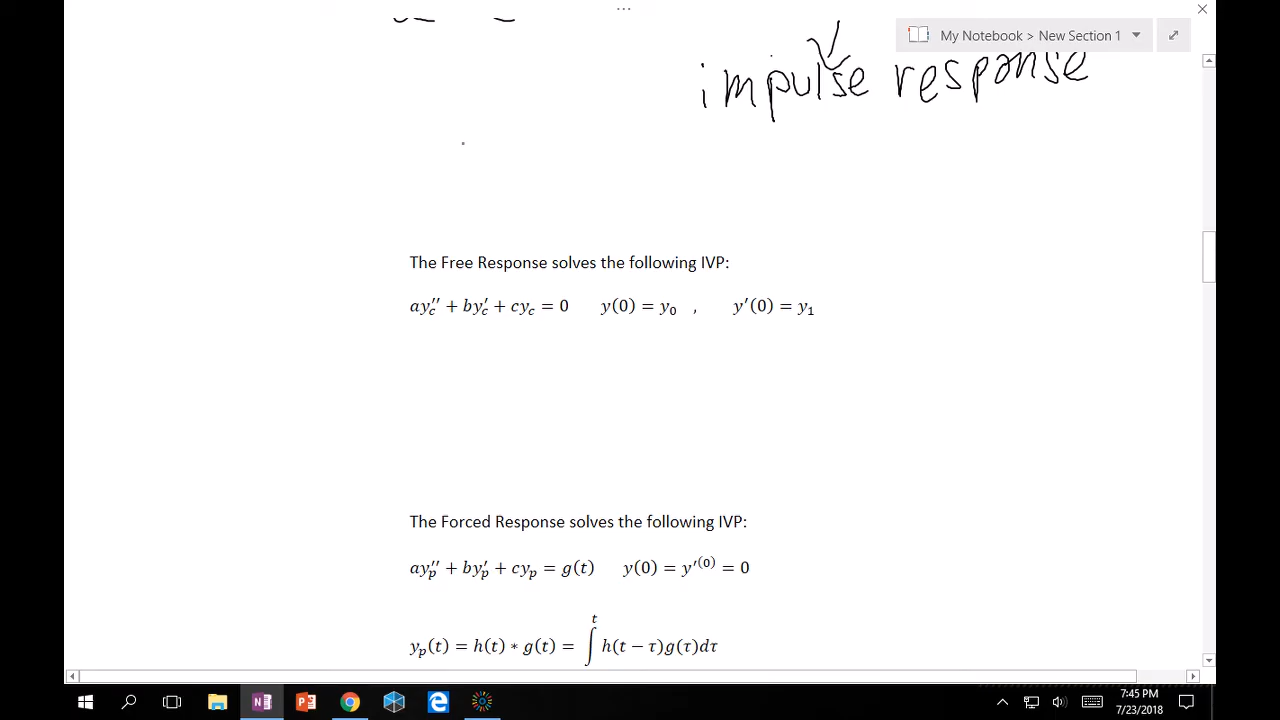 My Notebook > New Section 1
impulse response
The Free Response solves the following IVP:
ay_c′′ + by_c′ + cy_c = 0 y(0) = y_0 , y′(0) = y_1
The Forced Response solves the following IVP:
ay_p′′ + by_p′ + cy_p = g(t) y(0) = y′^(0) = 0
y_p(t) = h(t) ∗ g(t) = ∫^t h(t − τ)g(τ)dτ
7:45 PM
7/23/2018